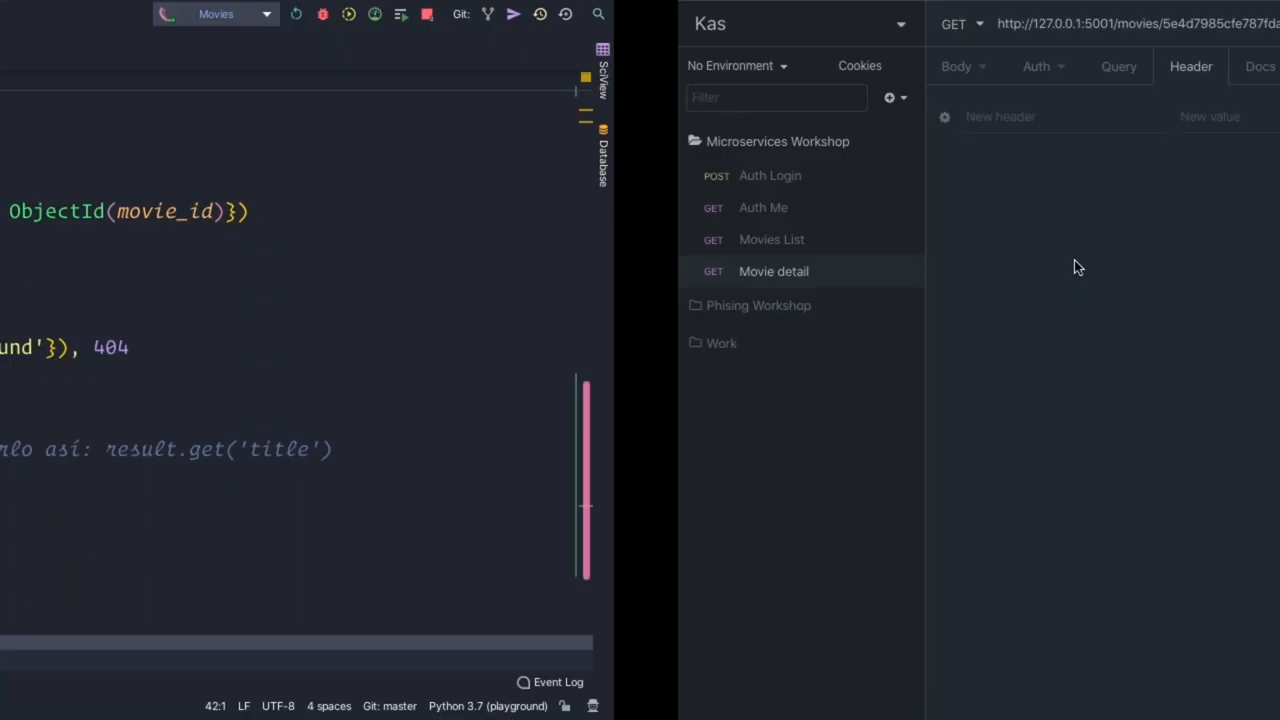 Movies
Git:
SciView
Database
ObjectId(movie_id)})
und'}), 404
rlo así: result.get('title')
Event Log
42:1 LF UTF-8 4 spaces Git: master Python 3.7 (playground)
Kas
No Environment Cookies
Filter
Microservices Workshop
POST Auth Login
GET Auth Me
GET Movies List
GET Movie detail
Phising Workshop
Work
GET http://127.0.0.1:5001/movies/5e4d7985cfe787fda
Body Auth Query Header Docs
New header New value